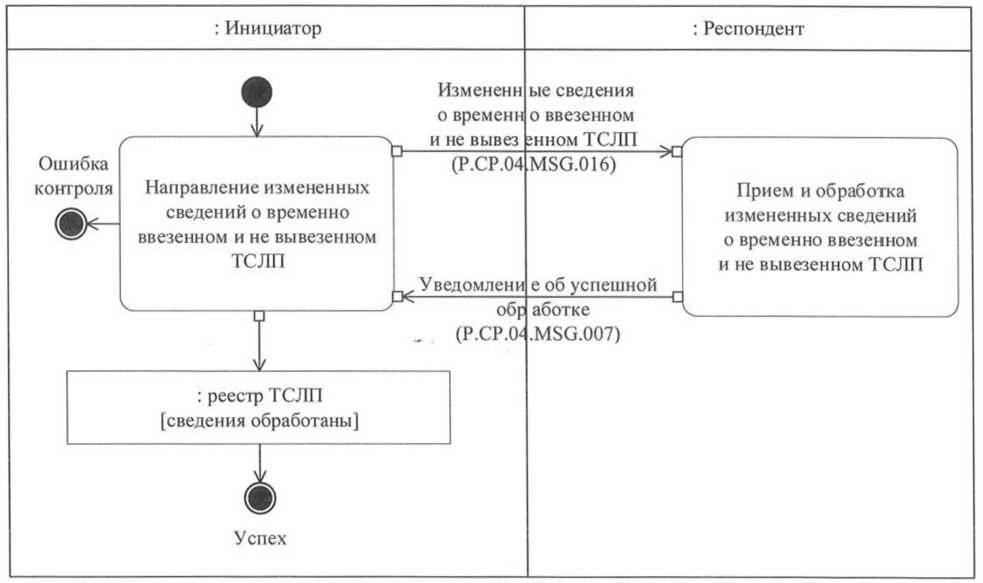 : Инициатор
: Респондент
Измененные сведения
о временно ввезенном
и не вывезенном ТСЛП
(P.CP.04.MSG.016)
Ошибка
контроля
Направление измененных
сведений о временно
ввезенном и не вывезенном
ТСЛП
Прием и обработка
измененных сведений
о временно ввезенном
и не вывезенном ТСЛП
Уведомление об успешной
обработке
(P.CP.04.MSG.007)
: реестр ТСЛП
[сведения обработаны]
Успех